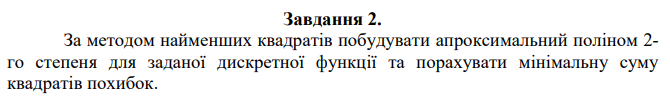 Завдання 2.
За методом найменших квадратів побудувати апроксимальний поліном 2-
го степеня для заданої дискретної функції та порахувати мінімальну суму
квадратів похибок.